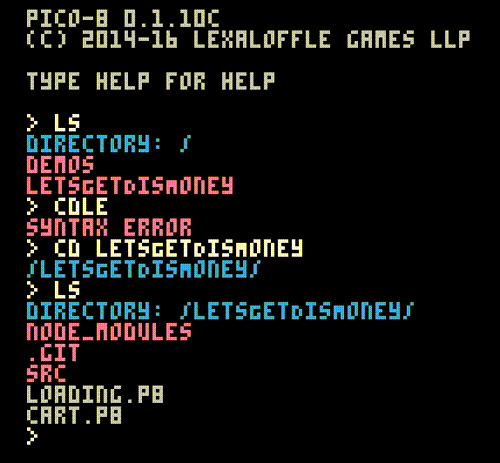 PICO-8 0.1.10C
(C) 2014-16 LEXALOFFLE GAMES LLP
TYPE HELP FOR HELP
> LS
DIRECTORY: /
DEMOS
LETSGETDISMONEY
> CDLE
SYNTAX ERROR
> CD LETSGETDISMONEY
/LETSGETDISMONEY/
> LS
DIRECTORY: /LETSGETDISMONEY/
NODE_MODULES
.GIT
SRC
LOADING.P8
CART.P8
>